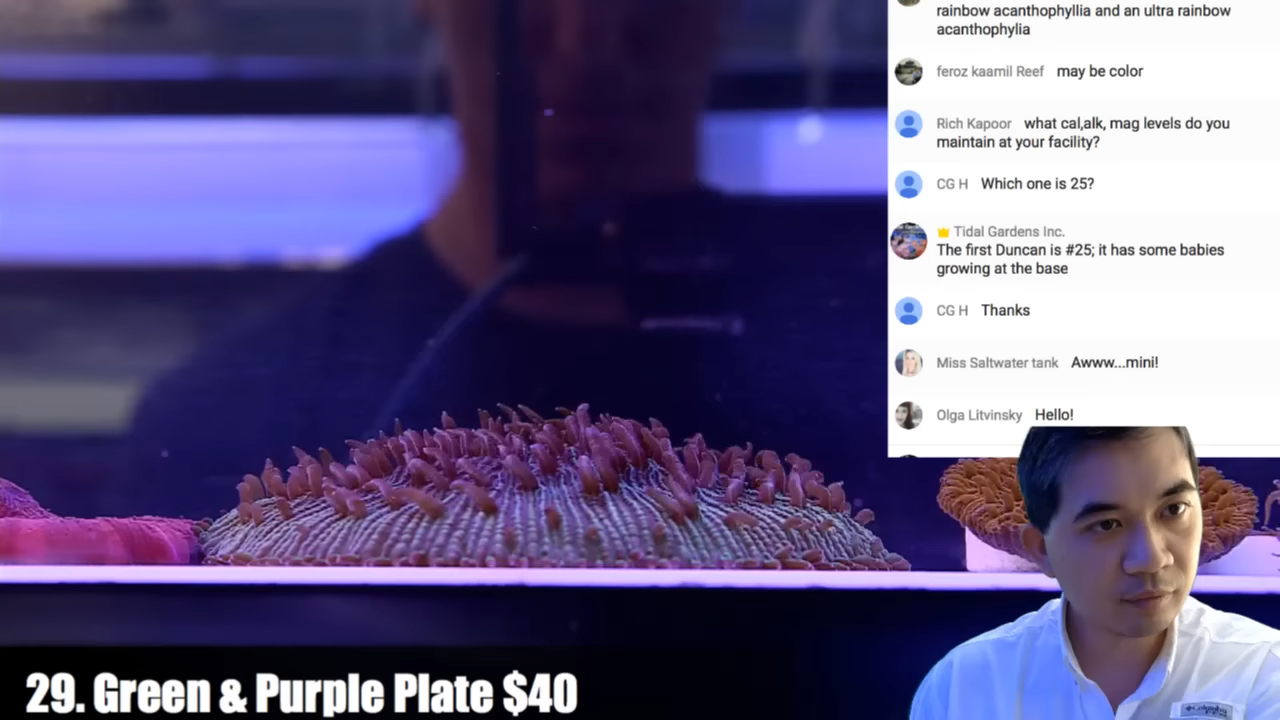 rainbow acanthophyllia and an ultra rainbow
acanthophylia
feroz kaamil Reef may be color
Rich Kapoor what cal,alk, mag levels do you
maintain at your facility?
CG H Which one is 25?
Tidal Gardens Inc.
The first Duncan is #25; it has some babies
growing at the base
CG H Thanks
Miss Saltwater tank Awww...mini!
Olga Litvinsky Hello!
Columbia
29. Green & Purple Plate $40